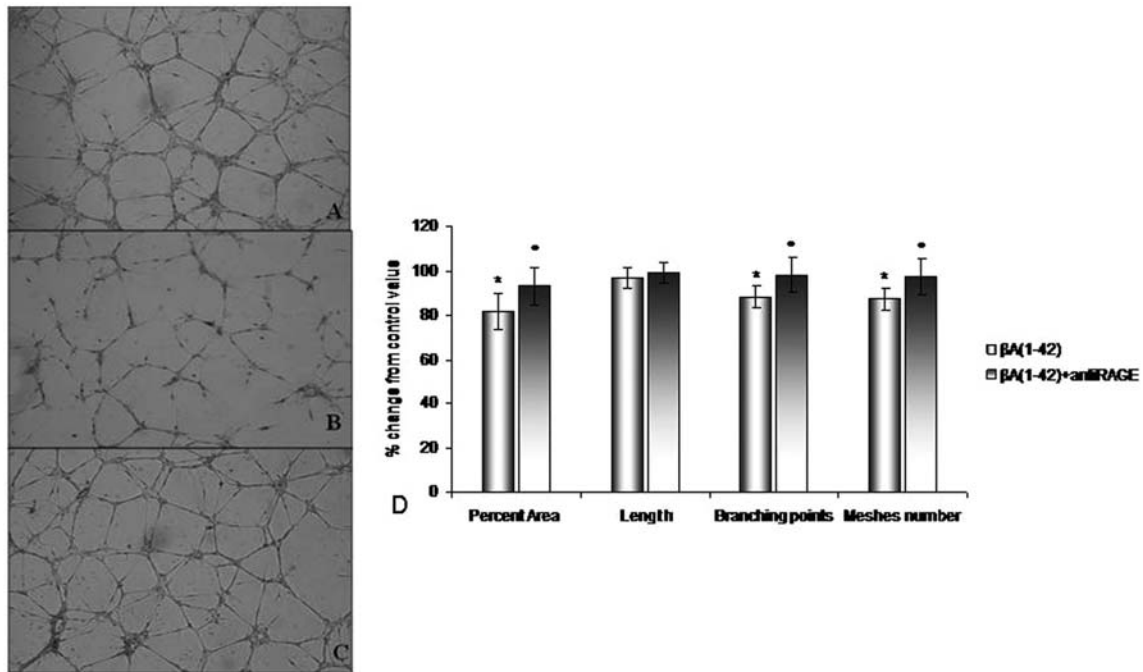 A
B
C
D
% change from control value
120
100
80
60
40
20
0
* •
* •
* •
Percent Area
Length
Branching points
Meshes number
βA(1-42)
βA(1-42)+antiRAGE